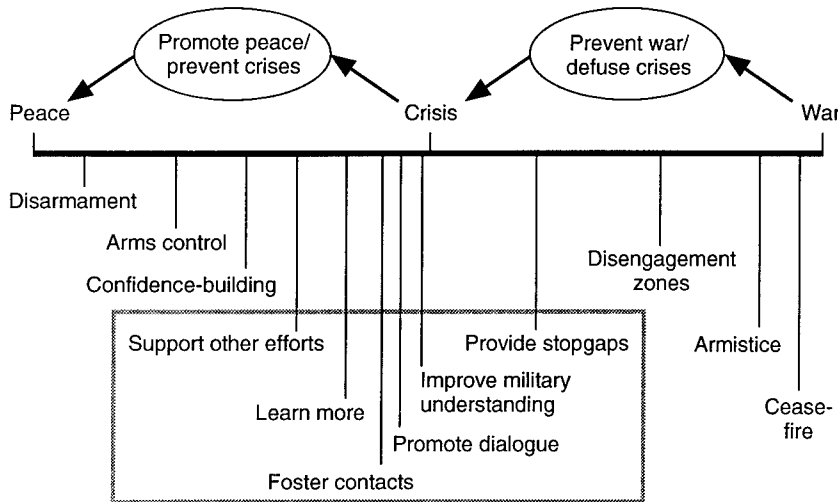 Promote peace/
prevent crises
Prevent war/
defuse crises
Peace
Crisis
War
Disarmament
Arms control
Confidence-building
Disengagement
zones
Support other efforts
Provide stopgaps
Armistice
Improve military
understanding
Learn more
Cease-
fire
Promote dialogue
Foster contacts